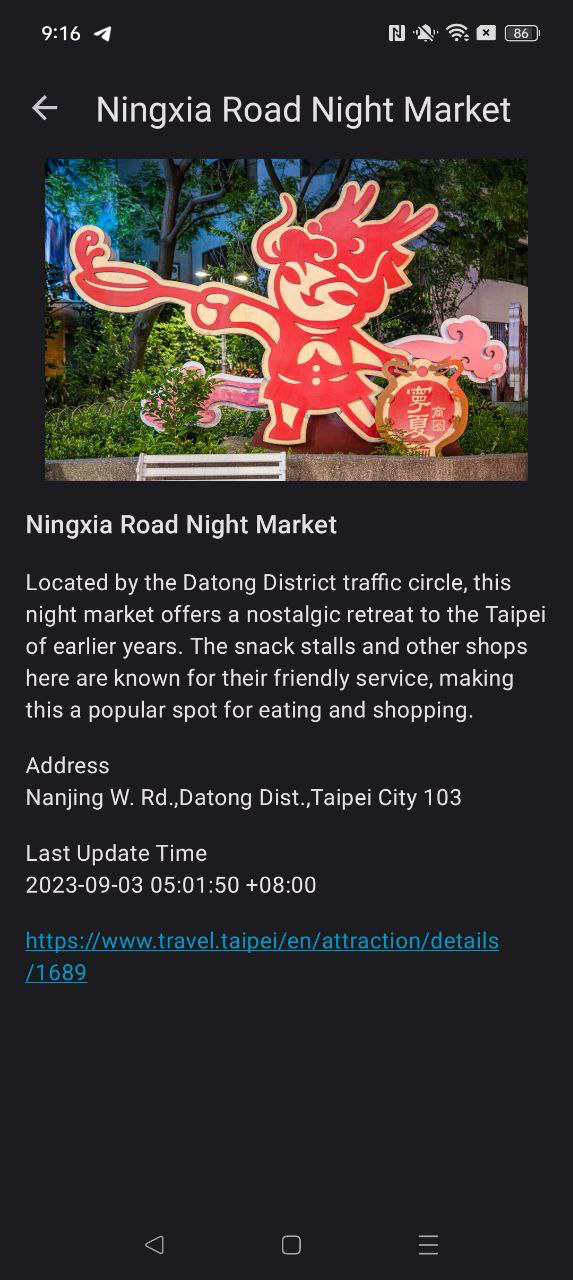 9:16
86
Ningxia Road Night Market
寧夏
商圈
Ningxia Road Night Market
Located by the Datong District traffic circle, this
night market offers a nostalgic retreat to the Taipei
of earlier years. The snack stalls and other shops
here are known for their friendly service, making
this a popular spot for eating and shopping.
Address
Nanjing W. Rd.,Datong Dist.,Taipei City 103
Last Update Time
2023-09-03 05:01:50 +08:00
https://www.travel.taipei/en/attraction/details
/1689